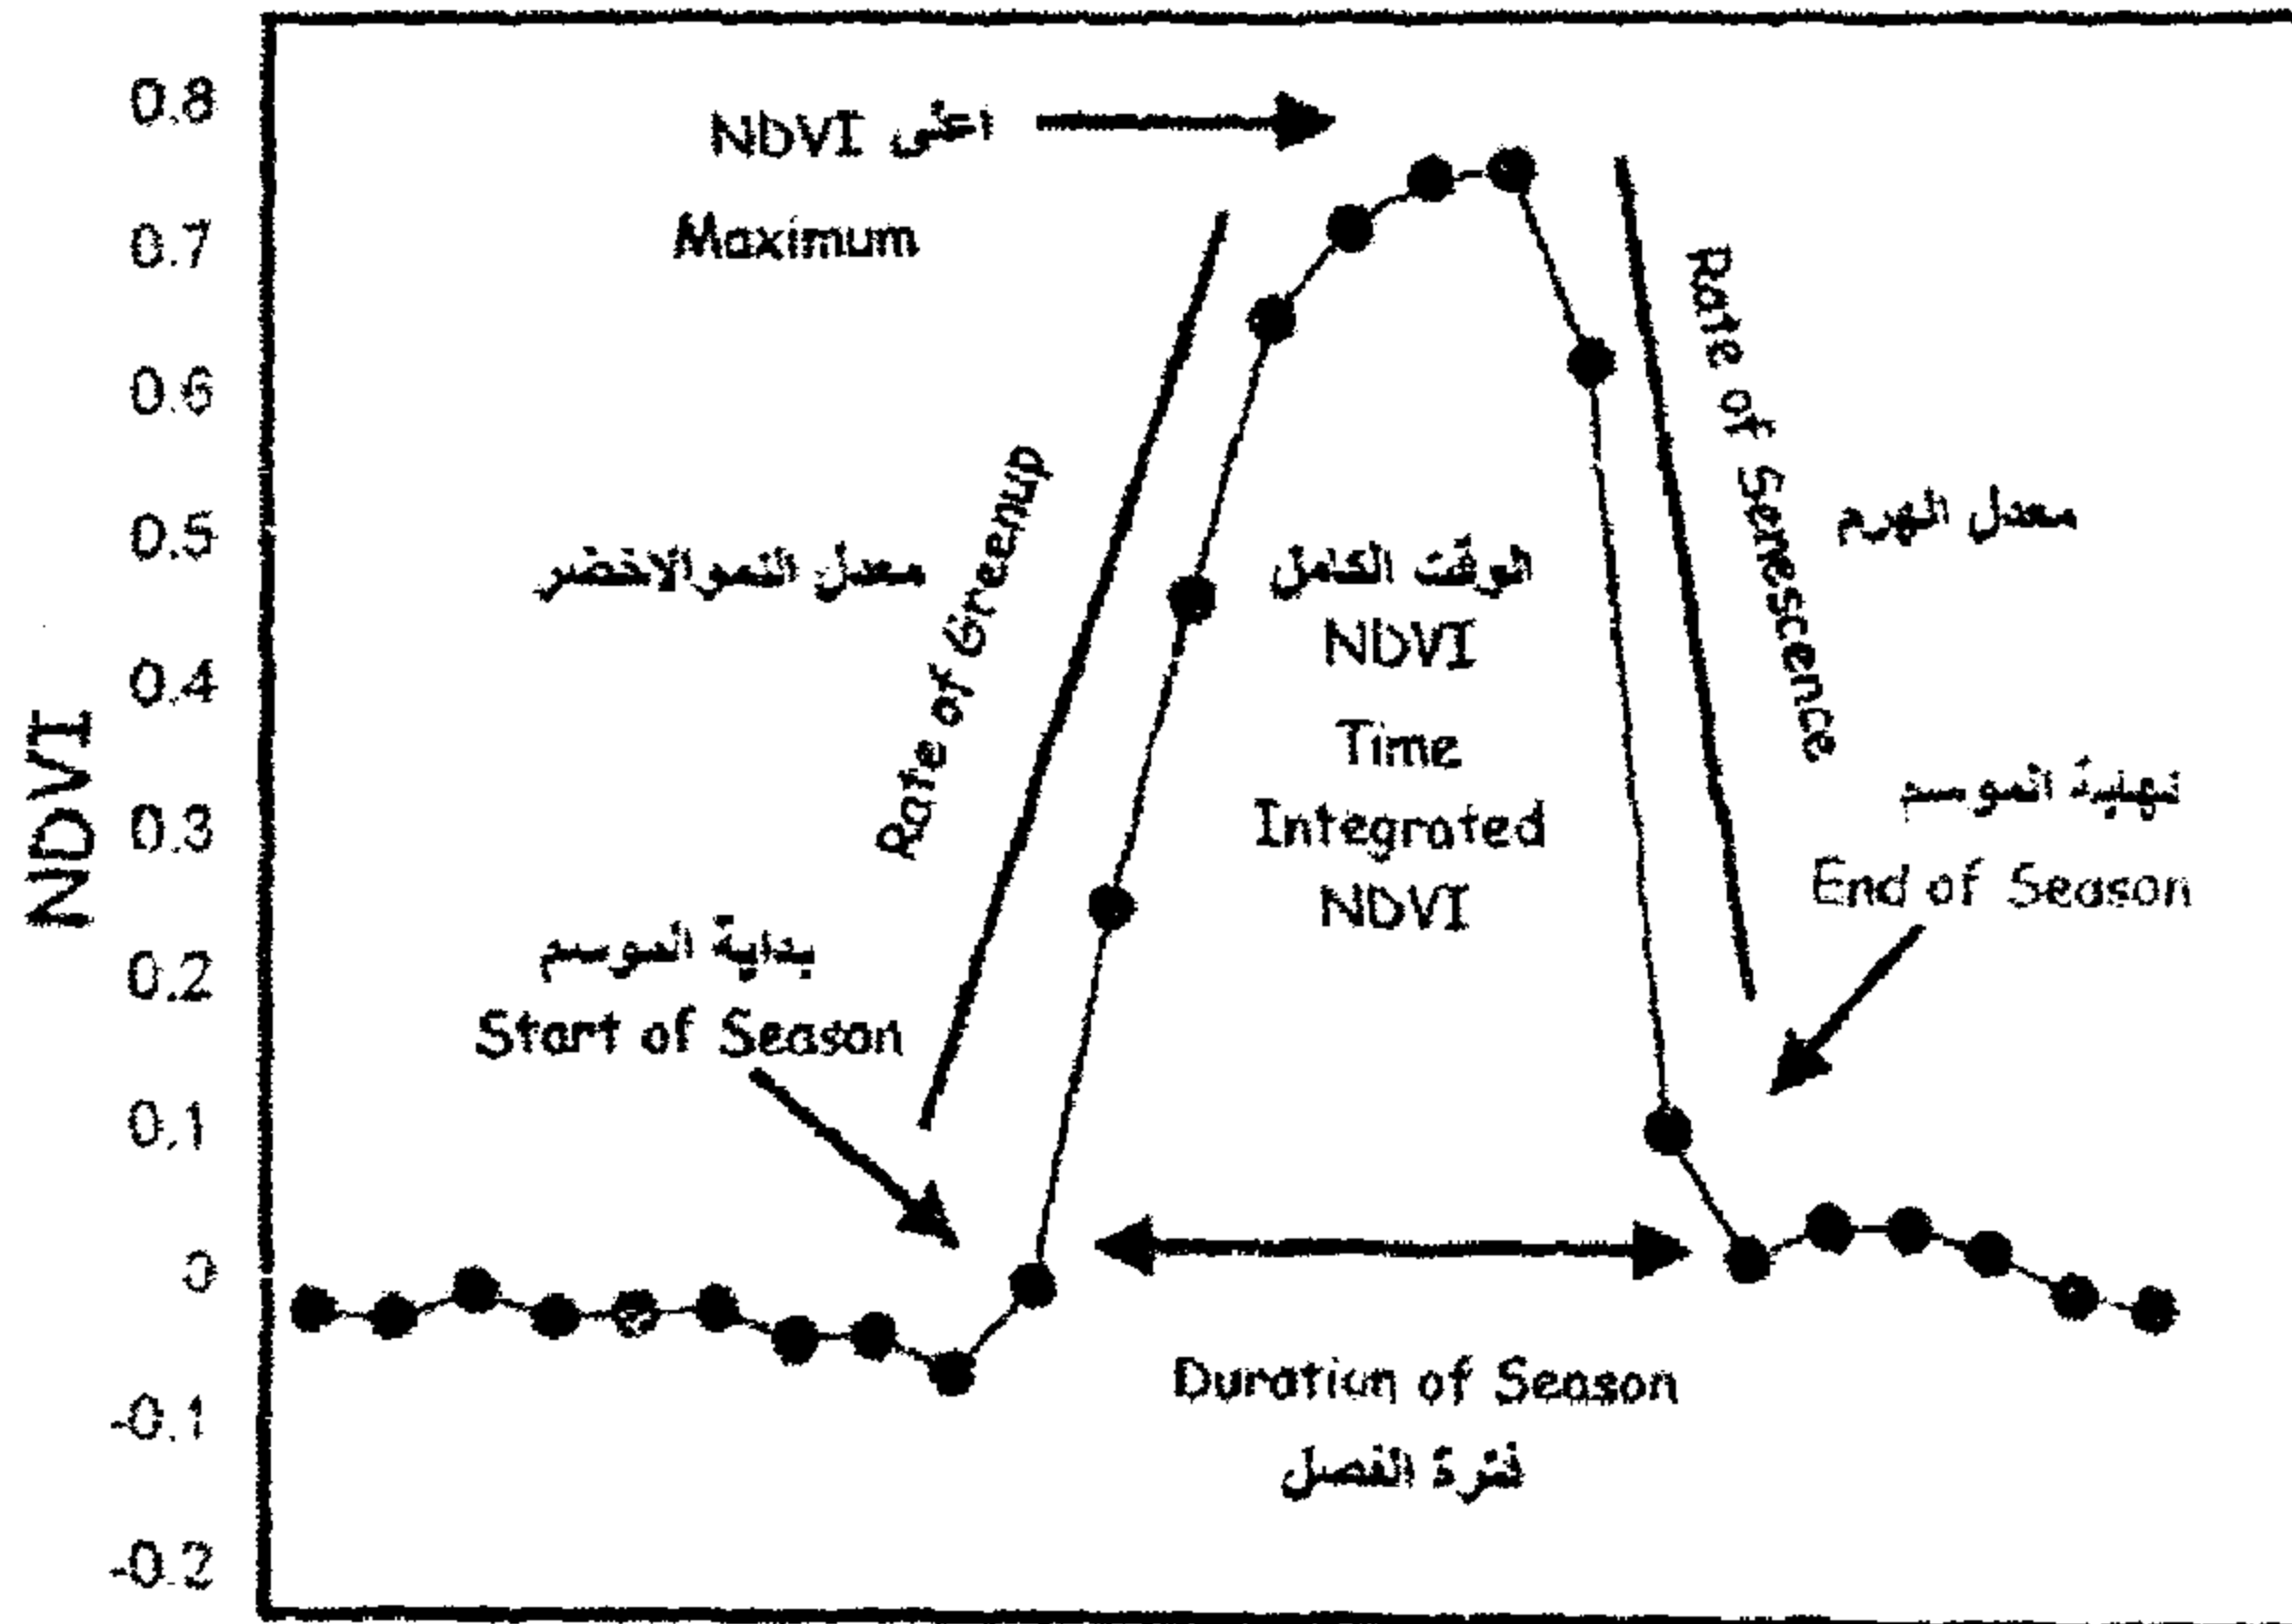 0.8
0.7
0.6
0.5
0.4
0.3
0.2
0.1
0
-0.1
-0.2
NDVI
اعلى NDVI
Maximum
معدل النمو الاخضر
Rate of Greenup
بداية الموسم
Start of Season
الوقت الكامل
NDVI
Time
Integrated
NDVI
Rate of Senescence
معدل الهرم
نهاية الموسم
End of Season
Duration of Season
فترة الفصل